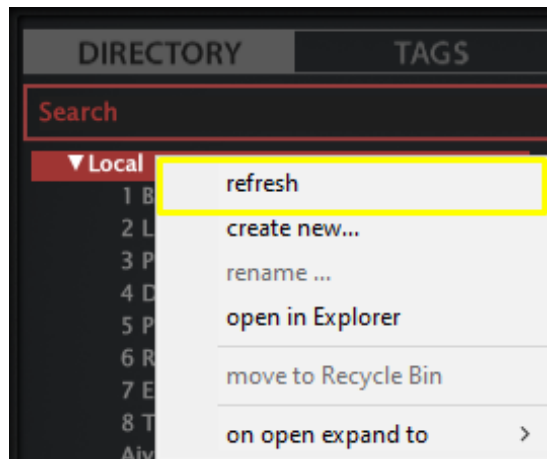 DIRECTORY TAGS
Search
▼Local
refresh
1 B
2 L
create new...
3 P
rename ...
4 D
open in Explorer
5 P
6 R
move to Recycle Bin
7 E
8 T
on open expand to >
Aiv